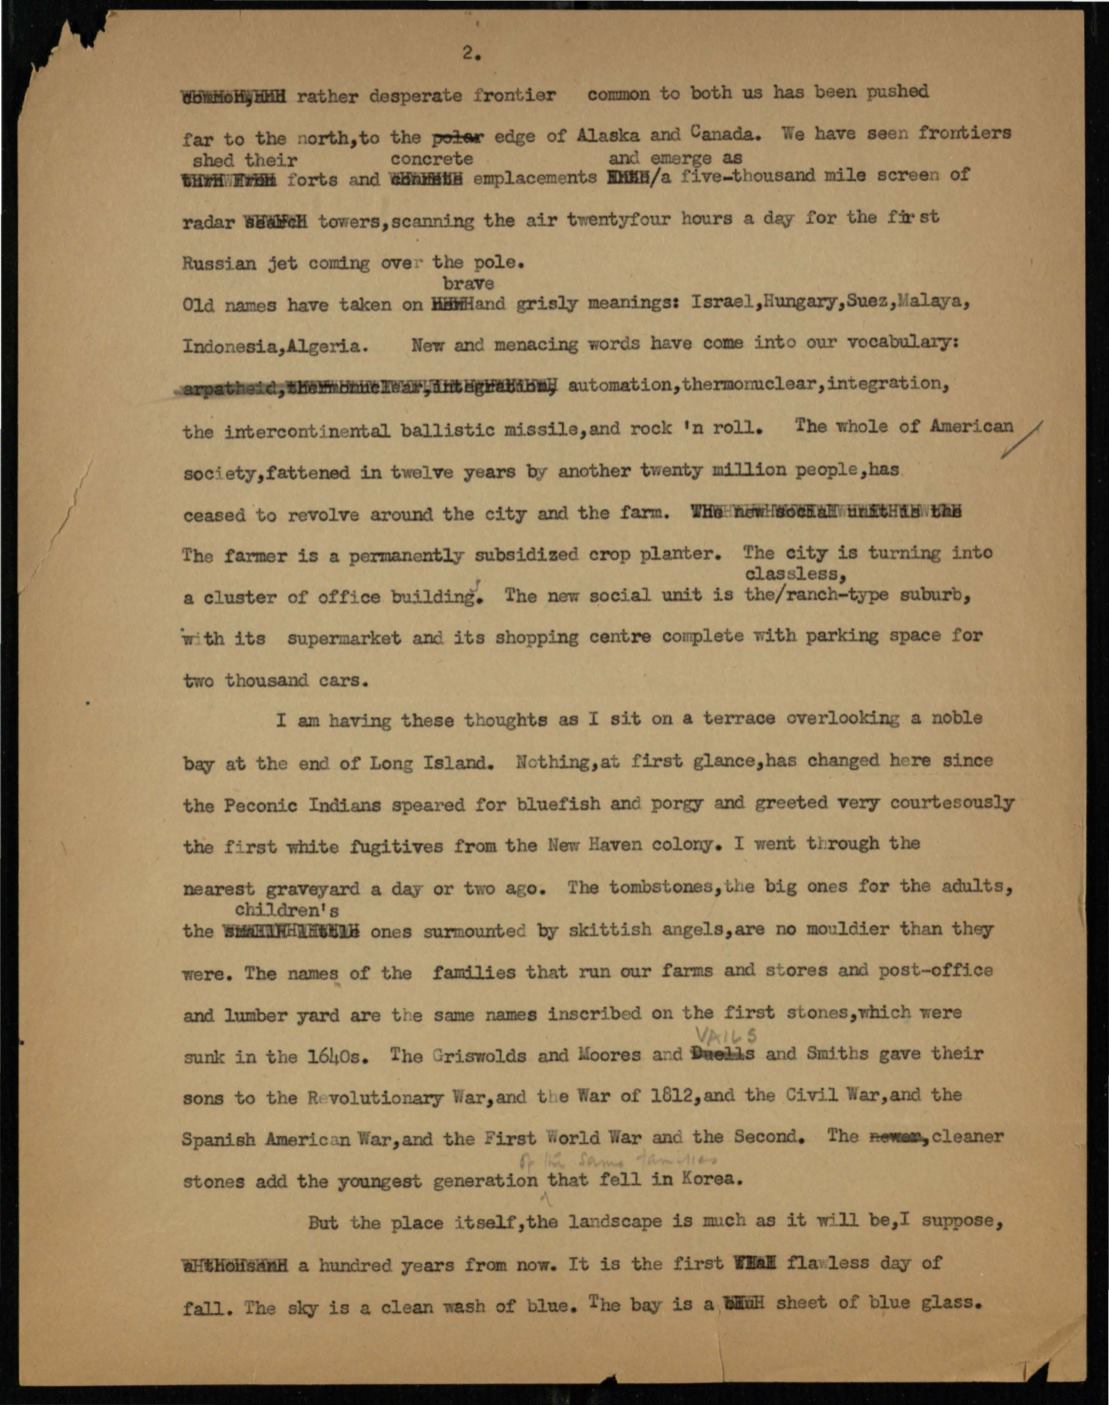 2.
rather desperate frontier common to both us has been pushed
far to the north,to the polar edge of Alaska and Canada. We have seen frontiers
shed their concrete and emerge as
forts and emplacements /a five-thousand mile screen of
radar search towers,scanning the air twentyfour hours a day for the first
Russian jet coming over the pole.
brave
Old names have taken on and grisly meanings: Israel,Hungary,Suez,Malaya,
Indonesia,Algeria. New and menacing words have come into our vocabulary:
arpatheid,thermonuclear,integration, automation,thermonuclear,integration,
the intercontinental ballistic missile,and rock 'n roll. The whole of American
society,fattened in twelve years by another twenty million people,has
ceased to revolve around the city and the farm. The new social unit is the
The farmer is a permanently subsidized crop planter. The city is turning into
classless,
a cluster of office buildings. The new social unit is the/ranch-type suburb,
with its supermarket and its shopping centre complete with parking space for
two thousand cars.
I am having these thoughts as I sit on a terrace overlooking a noble
bay at the end of Long Island. Nothing,at first glance,has changed here since
the Peconic Indians speared for bluefish and porgy and greeted very courtesously
the first white fugitives from the New Haven colony. I went through the
nearest graveyard a day or two ago. The tombstones,the big ones for the adults,
children's
the ones surmounted by skittish angels,are no mouldier than they
were. The names of the families that run our farms and stores and post-office
and lumber yard are the same names inscribed on the first stones,which were
VAILS
sunk in the 1640s. The Griswolds and Moores and Duells and Smiths gave their
sons to the Revolutionary War,and the War of 1812,and the Civil War,and the
Spanish American War,and the First World War and the Second. The newer,cleaner
of the same families
stones add the youngest generation that fell in Korea.
But the place itself,the landscape is much as it will be,I suppose,
a thousand a hundred years from now. It is the first flawless day of
fall. The sky is a clean wash of blue. The bay is a sheet of blue glass.